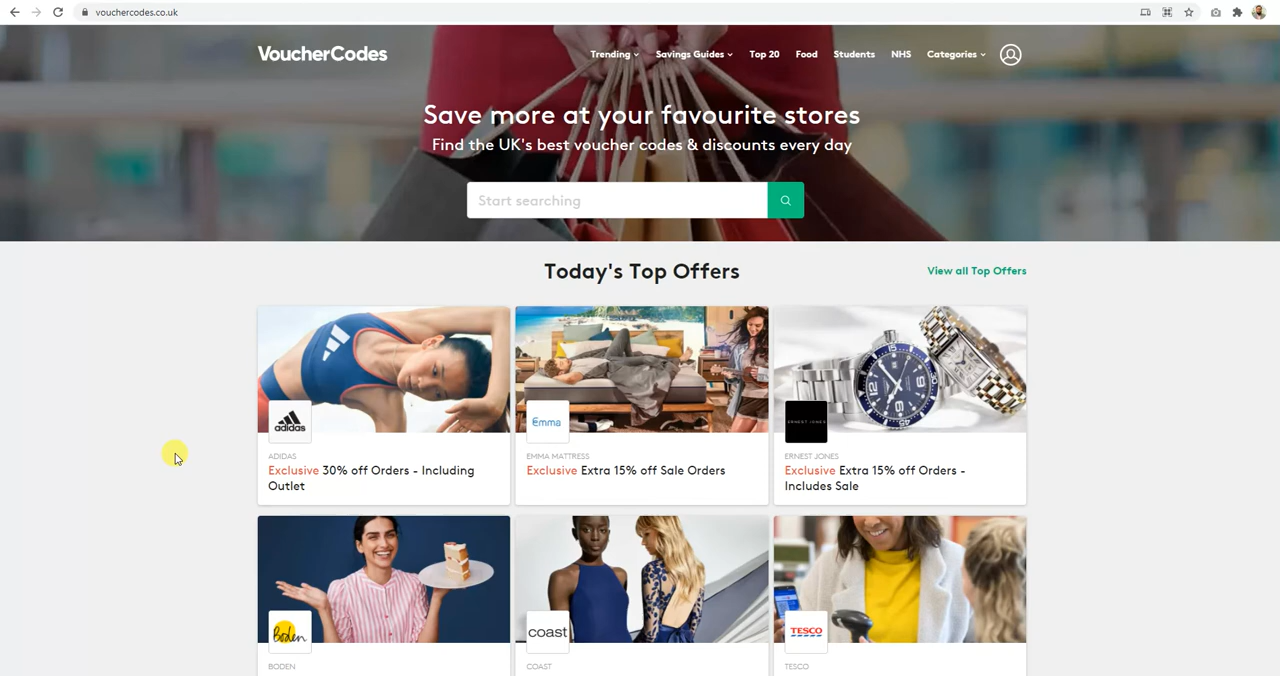 vouchercodes.co.uk
VoucherCodes
Trending
Savings Guides
Top 20
Food
Students
NHS
Categories
Save more at your favourite stores
Find the UK's best voucher codes & discounts every day
Start searching
Today's Top Offers
View all Top Offers
adidas
ADIDAS
Exclusive 30% off Orders - Including
Outlet
Emma
EMMA MATTRESS
Exclusive Extra 15% off Sale Orders
ERNEST JONES
ERNEST JONES
Exclusive Extra 15% off Orders -
Includes Sale
Boden
BODEN
coast
COAST
TESCO
TESCO